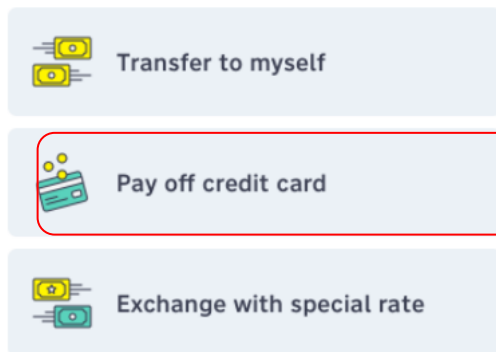 Transfer to myself
Pay off credit card
Exchange with special rate